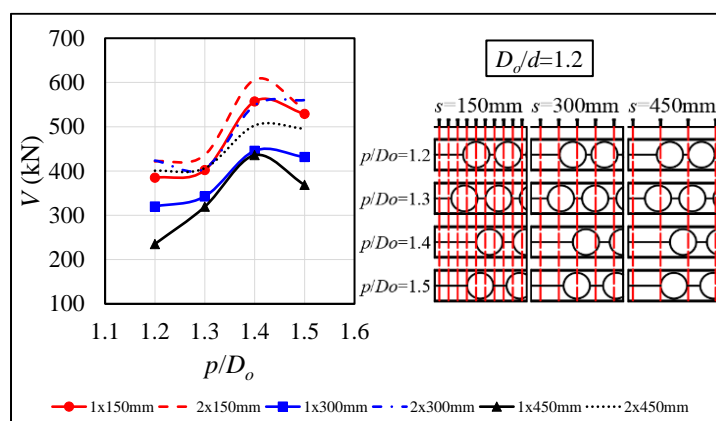 700
600
500
400
300
200
100
V (kN)
1.1 1.2 1.3 1.4 1.5 1.6
p/Do
Do/d=1.2
s=150mm s=300mm s=450mm
p/Do=1.2
p/Do=1.3
p/Do=1.4
p/Do=1.5
1x150mm 2x150mm 1x300mm 2x300mm 1x450mm 2x450mm